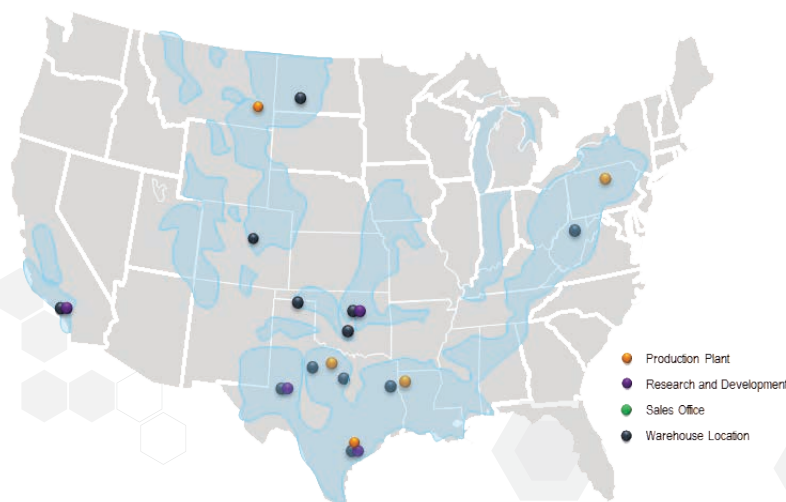 Production Plant
Research and Development
Sales Office
Warehouse Location